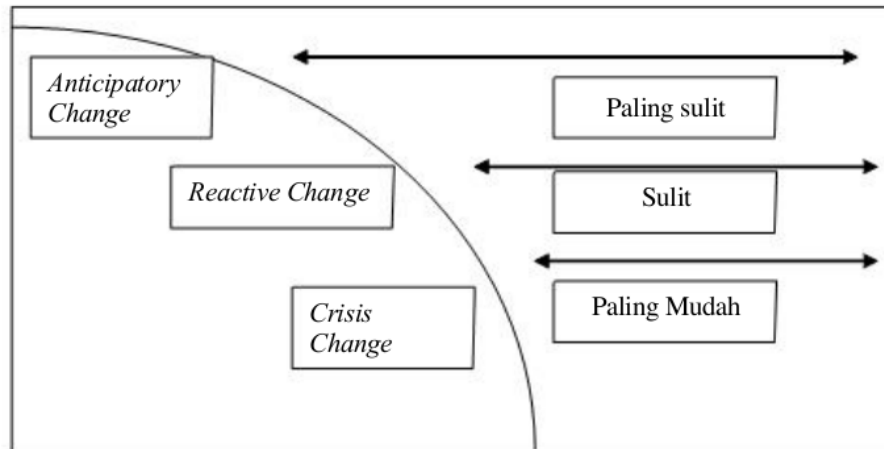 Anticipatory
Change
Paling sulit
Reactive Change
Sulit
Crisis
Change
Paling Mudah